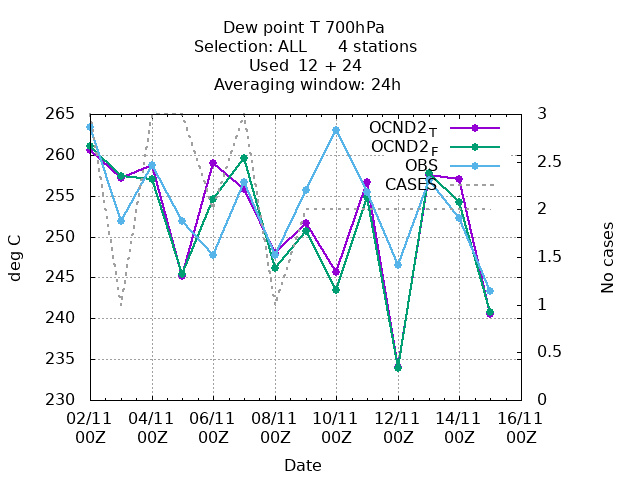 Dew point T 700hPa
Selection: ALL      4 stations
Used  12 + 24
Averaging window: 24h
265
260
255
250
245
240
235
230
3
2.5
2
1.5
1
0.5
0
OCND2_T
OCND2_F
OBS
CASES
deg C
No cases
02/11 04/11 06/11 08/11 10/11 12/11 14/11 16/11
00Z 00Z 00Z 00Z 00Z 00Z 00Z 00Z
Date